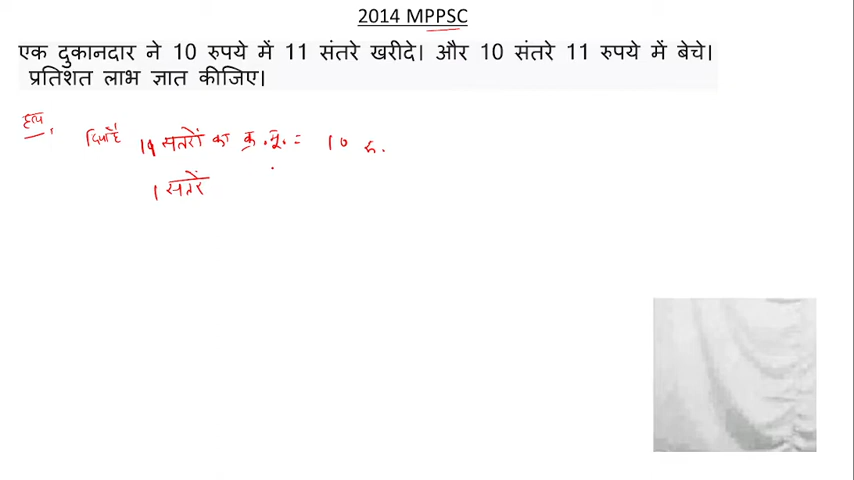 2014 MPPSC
एक दुकानदार ने 10 रुपये में 11 संतरे खरीदे। और 10 संतरे 11 रुपये में बेचे।
प्रतिशत लाभ ज्ञात कीजिए।
हल,
दिया है 11 संतरों का क्र.मू. = 10 रु.
1 संतरे